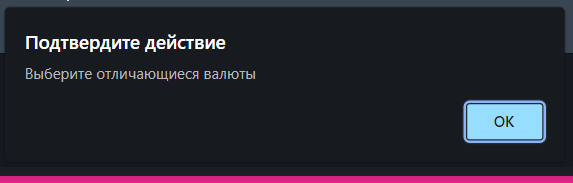 Подтвердите действие
Выберите отличающиеся валюты
OK